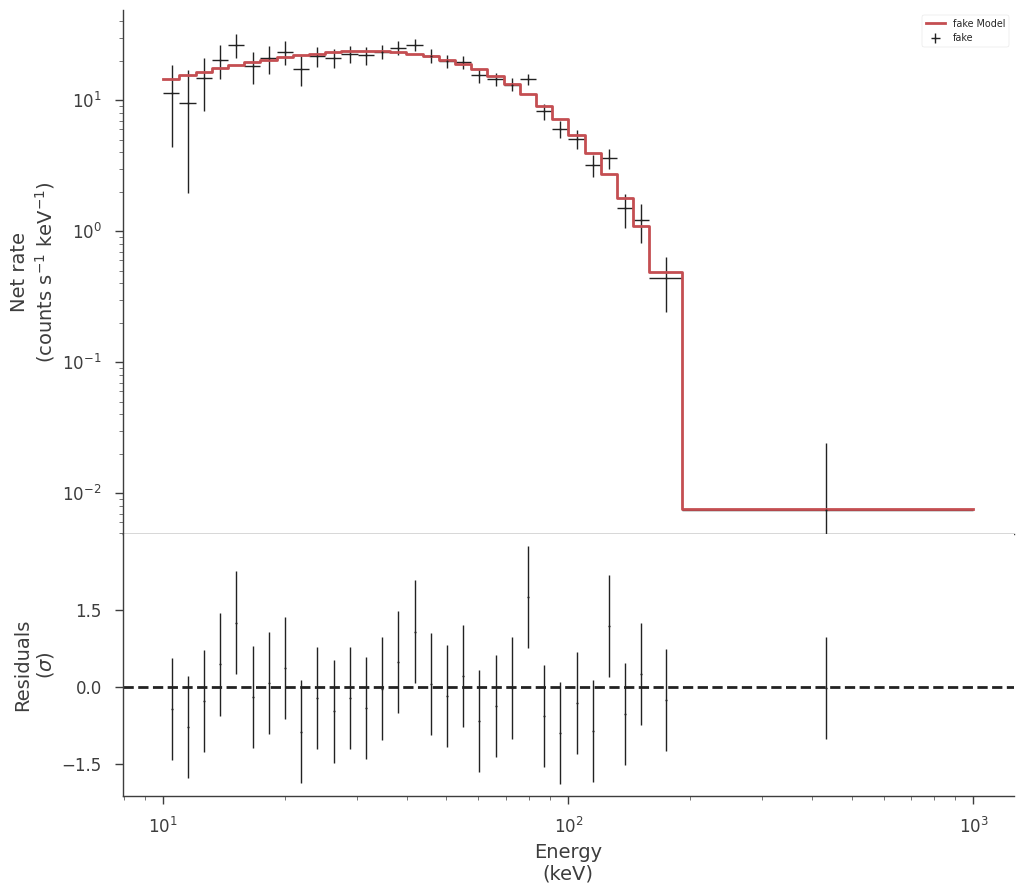 fake Model
fake
10¹
10⁰
10⁻¹
10⁻²
Net rate
(counts s⁻¹ keV⁻¹)
1.5
0.0
−1.5
Residuals
(σ)
10¹
10²
10³
Energy
(keV)